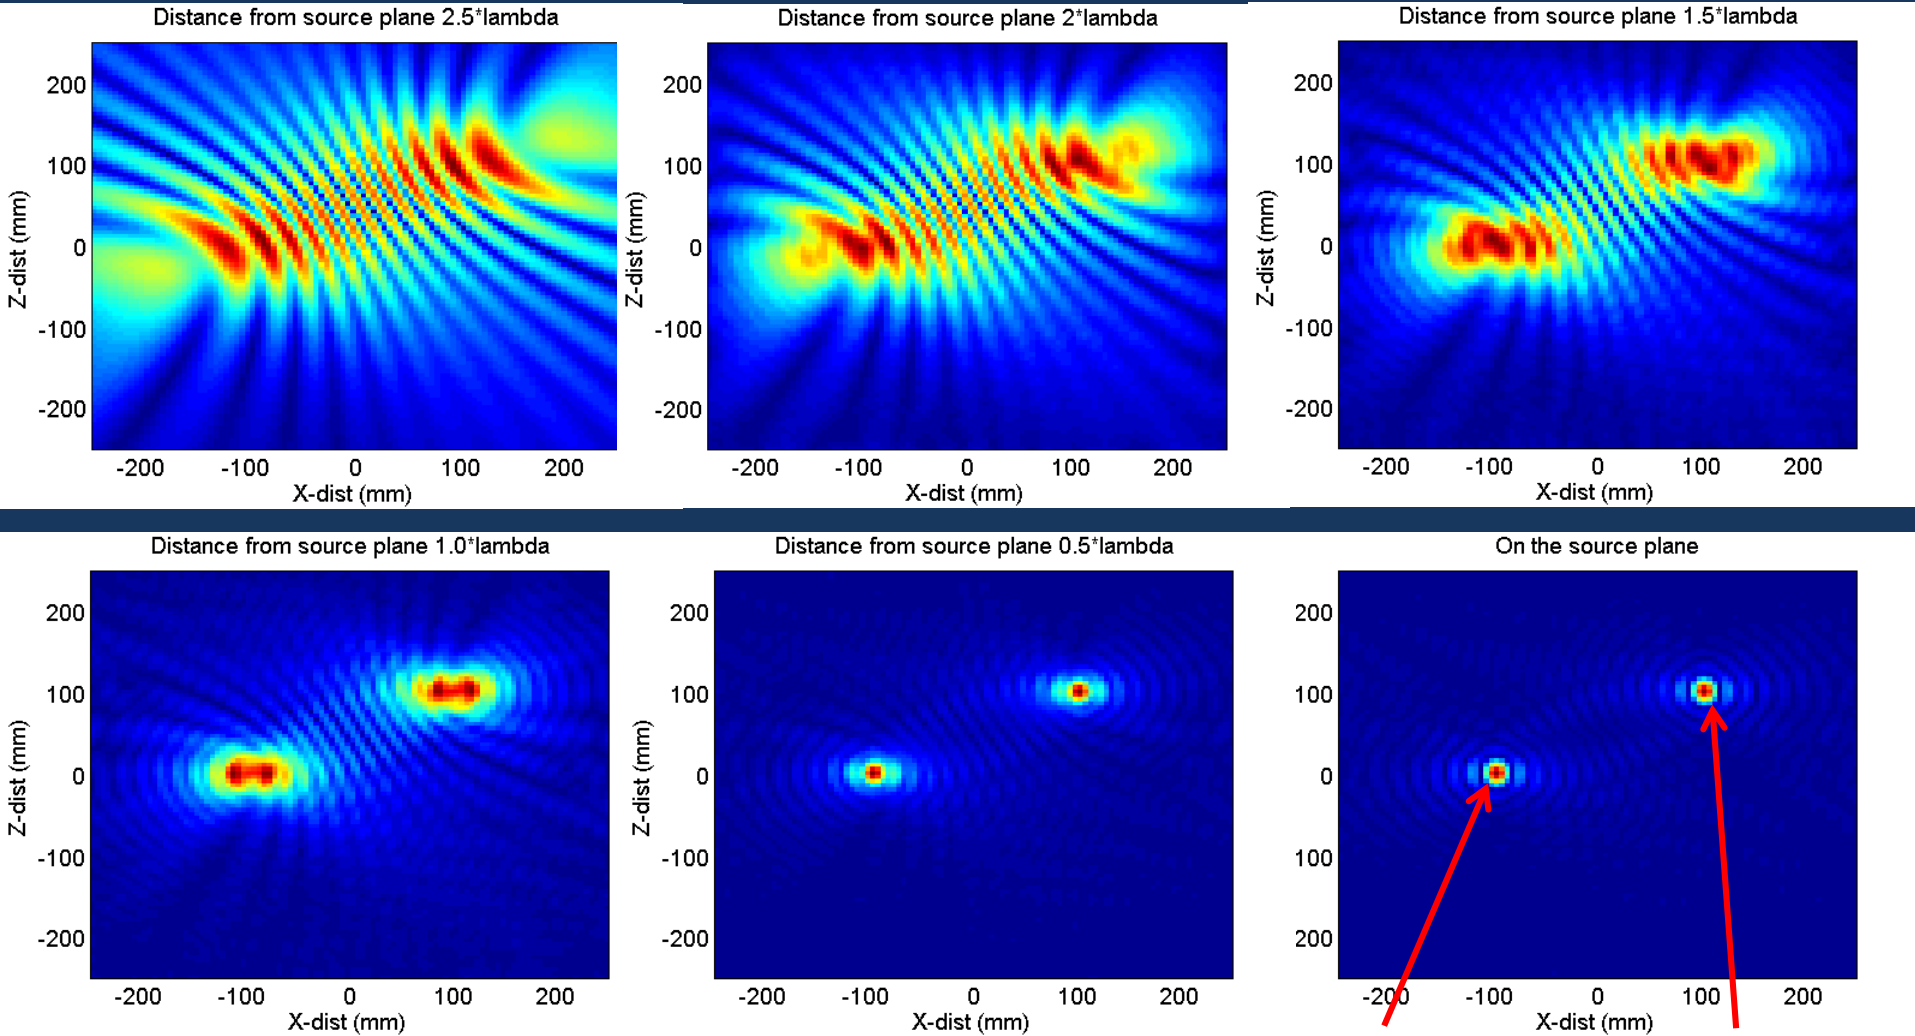 Distance from source plane 2.5*lambda
200
100
0
-100
-200
Z-dist (mm)
-200 -100 0 100 200
X-dist (mm)
Distance from source plane 2*lambda
200
100
0
-100
-200
Z-dist (mm)
-200 -100 0 100 200
X-dist (mm)
Distance from source plane 1.5*lambda
200
100
0
-100
-200
Z-dist (mm)
-200 -100 0 100 200
X-dist (mm)
Distance from source plane 1.0*lambda
200
100
0
-100
-200
Z-dist (mm)
-200 -100 0 100 200
X-dist (mm)
Distance from source plane 0.5*lambda
200
100
0
-100
-200
Z-dist (mm)
-200 -100 0 100 200
X-dist (mm)
On the source plane
200
100
0
100
200
-200 -100 0 100 200
X-dist (mm)